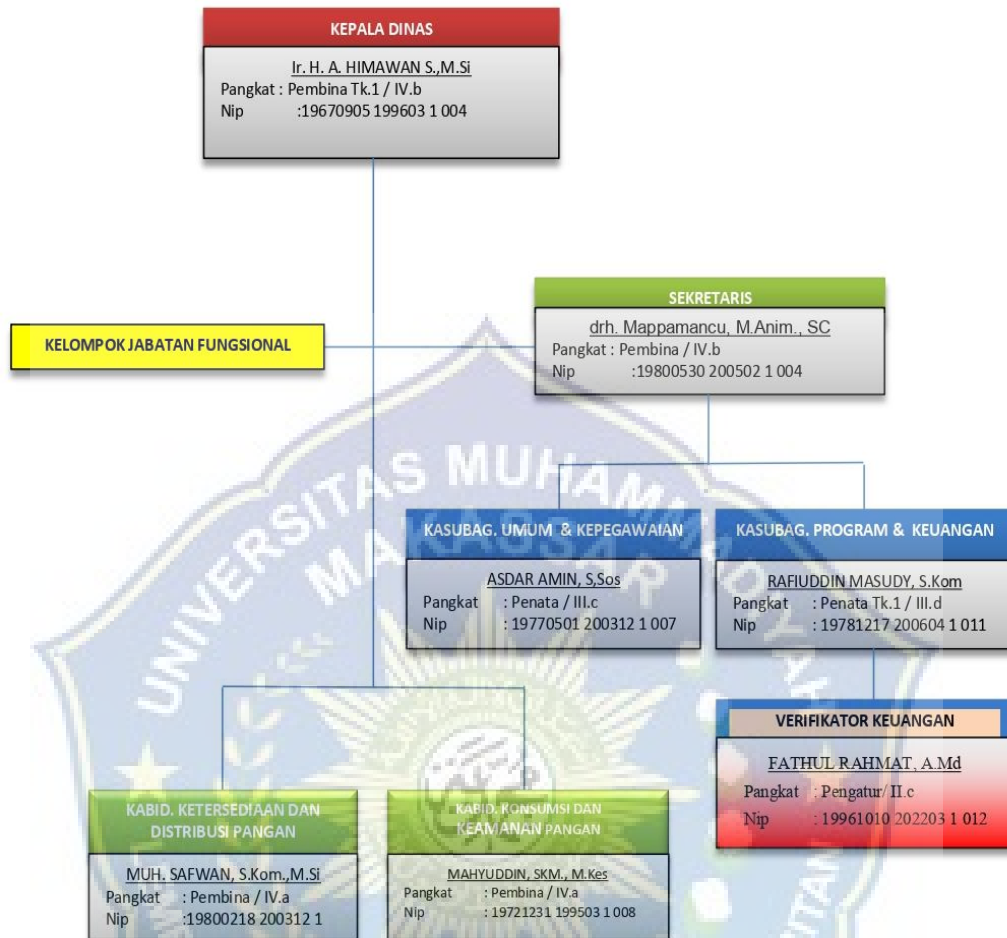 KEPALA DINAS
Ir. H. A. HIMAWAN S.,M.Si
Pangkat : Pembina Tk.1 / IV.b
Nip :19670905 199603 1 004
SEKRETARIS
drh. Mappamancu, M.Anim., SC
Pangkat : Pembina / IV.b
Nip :19800530 200502 1 004
KELOMPOK JABATAN FUNGSIONAL
UNIVERSITAS MUHAMMADIYAH
MAKASSAR
KASUBAG. UMUM & KEPEGAWAIAN
ASDAR AMIN, S,Sos
Pangkat : Penata / III.c
Nip : 19770501 200312 1 007
KASUBAG. PROGRAM & KEUANGAN
RAFIUDDIN MASUDY, S.Kom
Pangkat : Penata Tk.1 / III.d
Nip : 19781217 200604 1 011
VERIFIKATOR KEUANGAN
FATHUL RAHMAT, A.Md
Pangkat : Pengatur/ II.c
Nip : 19961010 202203 1 012
KABID. KETERSEDIAAN DAN
DISTRIBUSI PANGAN
MUH. SAFWAN, S.Kom.,M.Si
Pangkat : Pembina / IV.a
Nip :19800218 200312 1
KABID. KONSUMSI DAN
KEAMANAN PANGAN
MAHYUDDIN, SKM., M.Kes
Pangkat : Pembina / IV.a
Nip : 19721231 199503 1 008